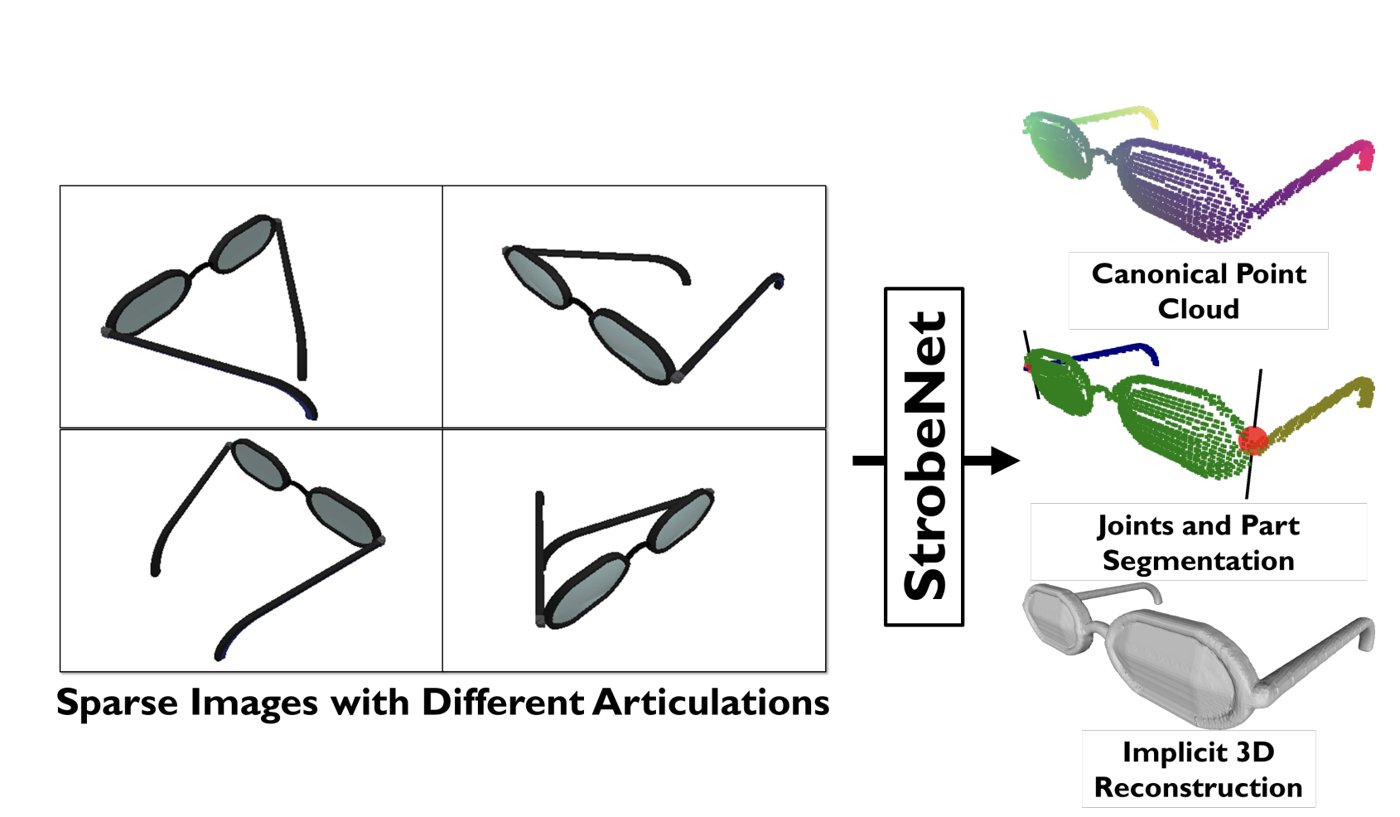 Sparse Images with Different Articulations
StrobeNet
Canonical Point
Cloud
Joints and Part
Segmentation
Implicit 3D
Reconstruction